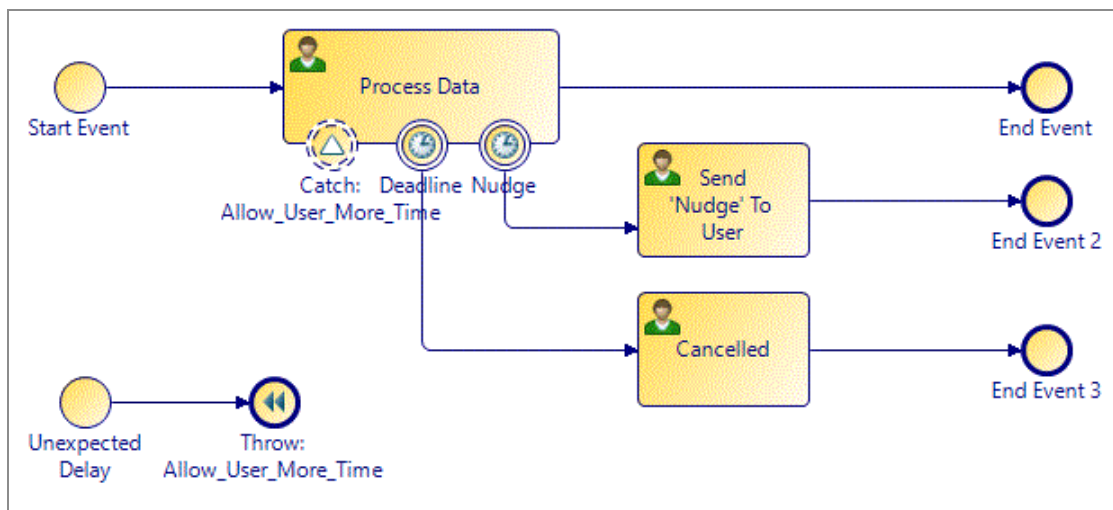 Process Data
Start Event
End Event
Catch:
Allow_User_More_Time
Deadline
Nudge
Send
'Nudge' To
User
End Event 2
Cancelled
End Event 3
Unexpected
Delay
Throw:
Allow_User_More_Time